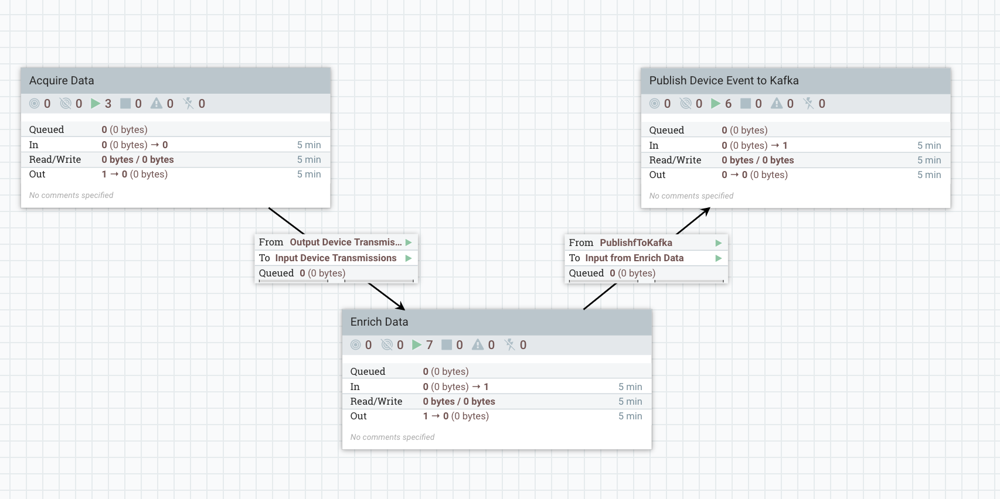 Acquire Data
0 0 3 0 0 0
Queued 0 (0 bytes)
In 0 (0 bytes) → 0 5 min
Read/Write 0 bytes / 0 bytes 5 min
Out 1 → 0 (0 bytes) 5 min
No comments specified
Publish Device Event to Kafka
0 0 6 0 0 0
Queued 0 (0 bytes)
In 0 (0 bytes) → 1 5 min
Read/Write 0 bytes / 0 bytes 5 min
Out 0 → 0 (0 bytes) 5 min
No comments specified
From Output Device Transmis...
To Input Device Transmissions
Queued 0 (0 bytes)
From PublishfToKafka
To Input from Enrich Data
Queued 0 (0 bytes)
Enrich Data
0 0 7 0 0 0
Queued 0 (0 bytes)
In 0 (0 bytes) → 1 5 min
Read/Write 0 bytes / 0 bytes 5 min
Out 1 → 0 (0 bytes) 5 min
No comments specified